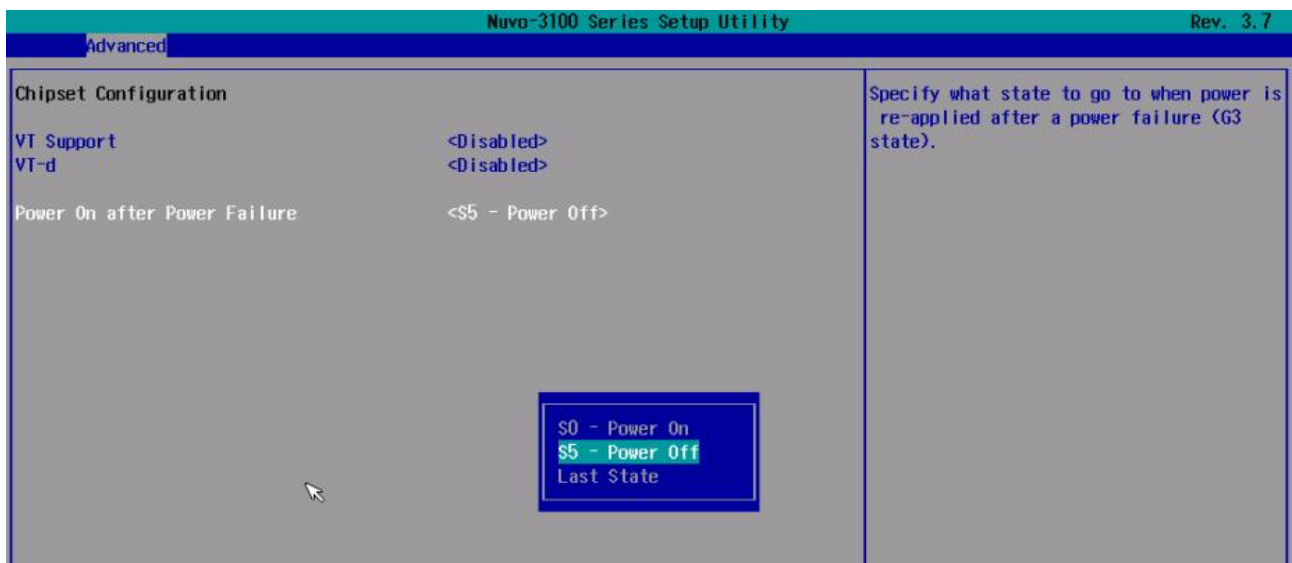 Nuvo-3100 Series Setup Utility Rev. 3.7
Advanced
Chipset Configuration
VT Support <Disabled>
VT-d <Disabled>
Power On after Power Failure <S5 - Power Off>
S0 - Power On
S5 - Power Off
Last State
Specify what state to go to when power is
re-applied after a power failure (G3
state).